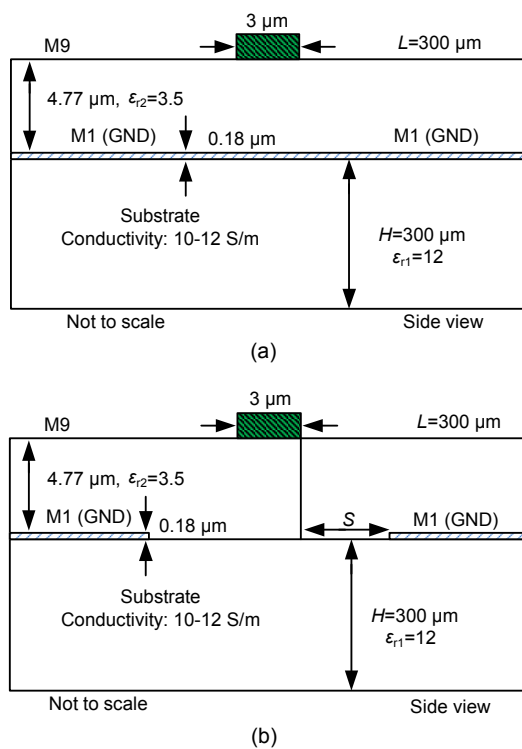 3 μm
M9
L=300 μm
4.77 μm, εr2=3.5
M1 (GND)
0.18 μm
M1 (GND)
Substrate
Conductivity: 10-12 S/m
H=300 μm
εr1=12
Not to scale
Side view
(a)
3 μm
M9
L=300 μm
4.77 μm, εr2=3.5
M1 (GND)
0.18 μm
S
M1 (GND)
Substrate
Conductivity: 10-12 S/m
H=300 μm
εr1=12
Not to scale
Side view
(b)